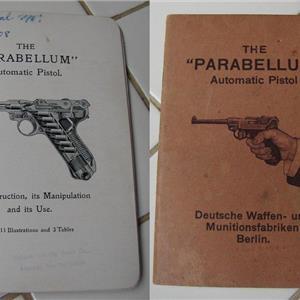 THE
"PARABELLUM"
Automatic Pistol.
ruction, its Manipulation
and its Use.
11 Illustrations and 3 Tables
THE
"PARABELLUM
Automatic Pistol
Deutsche Waffen- u
Munitionsfabriken
Berlin.